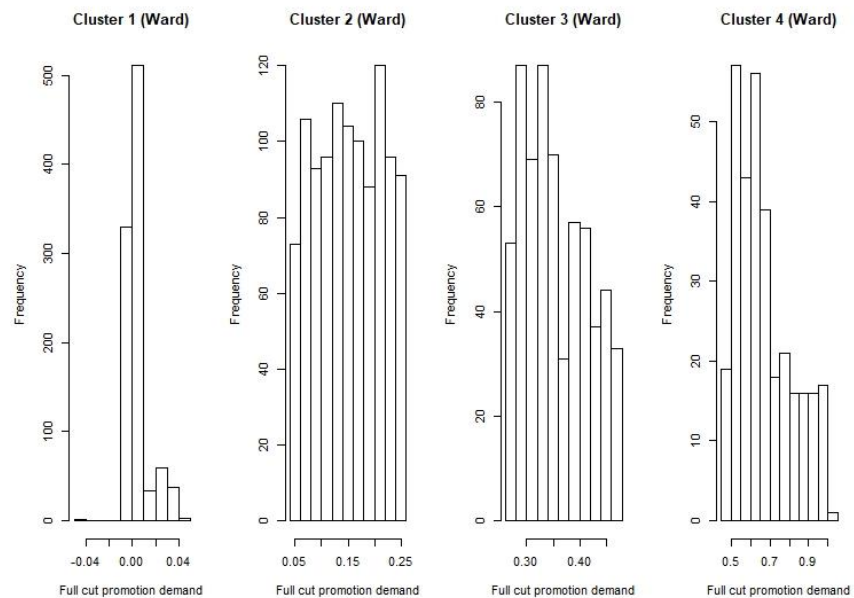 Cluster 1 (Ward)
Cluster 2 (Ward)
Cluster 3 (Ward)
Cluster 4 (Ward)
Frequency
0
100
200
300
400
500
-0.04
0.00
0.04
Full cut promotion demand
Frequency
0
20
40
60
80
100
120
0.05
0.15
0.25
Full cut promotion demand
Frequency
0
20
40
60
80
0.30
0.40
Full cut promotion demand
Frequency
0
10
20
30
40
50
0.5
0.7
0.9
Full cut promotion demand